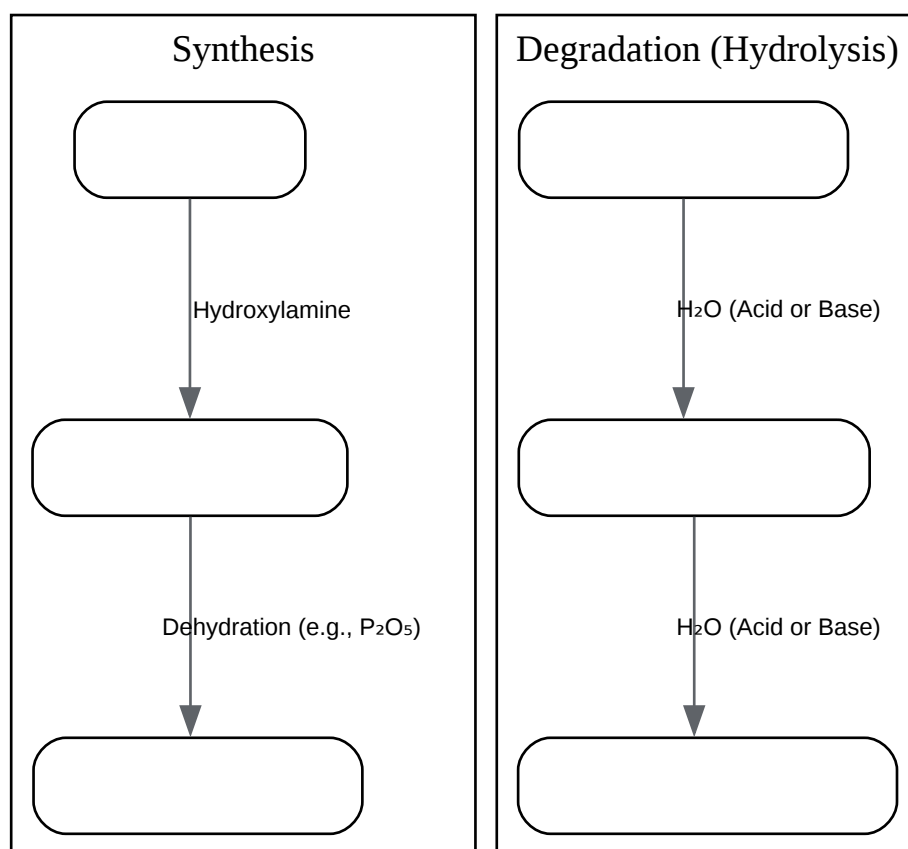 Synthesis
Hydroxylamine
Dehydration (e.g., P₂O₅)
Degradation (Hydrolysis)
H₂O (Acid or Base)
H₂O (Acid or Base)